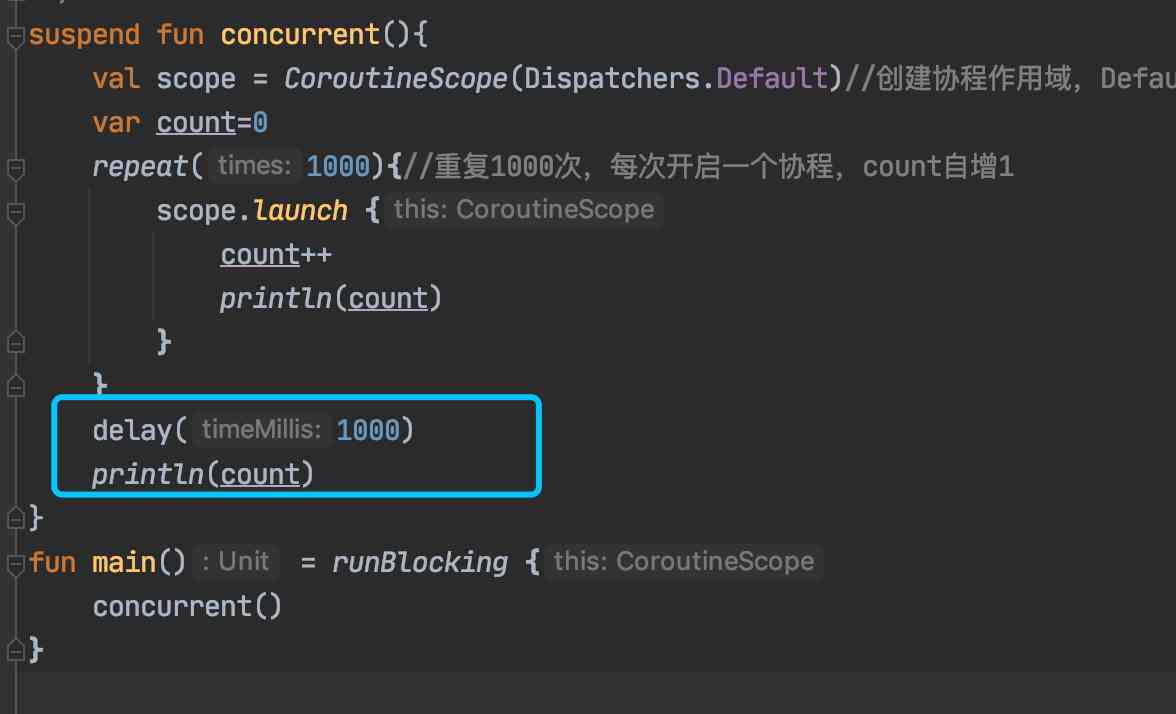 suspend fun concurrent(){
val scope = CoroutineScope(Dispatchers.Default)//创建协程作用域，Defau
var count=0
repeat( times: 1000){//重复1000次，每次开启一个协程，count自增1
scope.launch { this: CoroutineScope
count++
println(count)
}
}
delay( timeMillis: 1000)
println(count)
}
fun main() : Unit = runBlocking { this: CoroutineScope
concurrent()
}